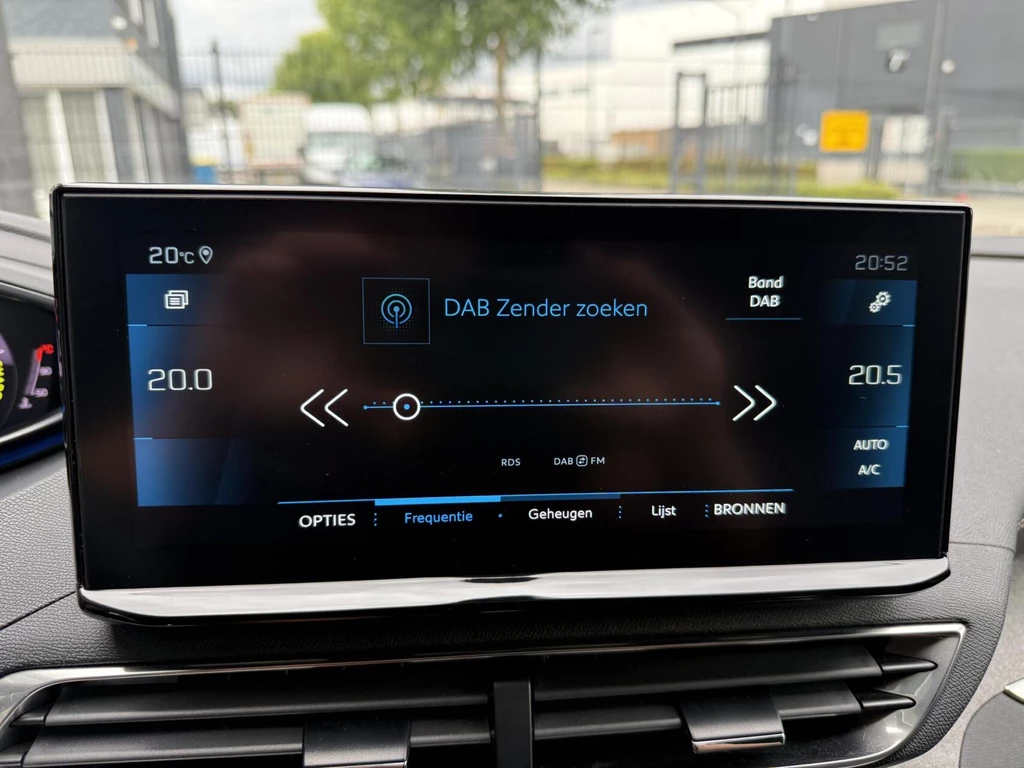 20°C
20:52
DAB Zender zoeken
Band
DAB
20.0
20.5
RDS
DAB FM
AUTO
A/C
OPTIES
Frequentie
Geheugen
Lijst
BRONNEN